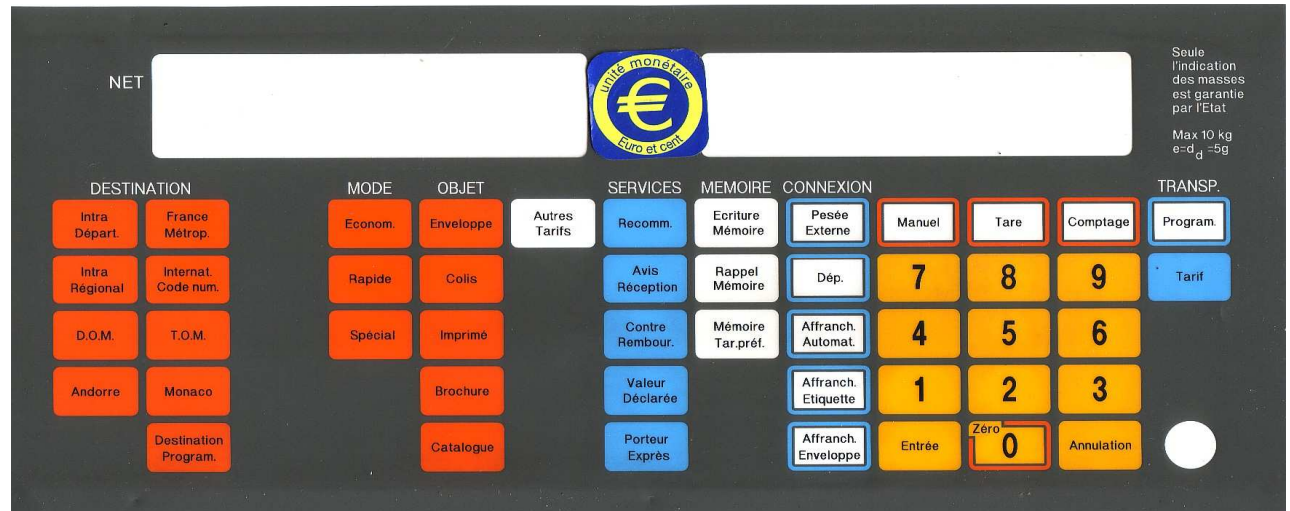 NET
unité monétaire
€
Euro et cent
Seule
l'indication
des masses
est garantie
par l'Etat
Max 10 kg
e=d_d =5g
DESTINATION
MODE
OBJET
SERVICES
MEMOIRE
CONNEXION
TRANSP.
Intra
Départ.
France
Métrop.
Econom.
Enveloppe
Autres
Tarifs
Recomm.
Ecriture
Mémoire
Pesée
Externe
Manuel
Tare
Comptage
Program.
Intra
Régional
Internat.
Code num.
Rapide
Colis
Avis
Réception
Rappel
Mémoire
Dép.
7
8
9
Tarif
D.O.M.
T.O.M.
Spécial
Imprimé
Contre
Rembour.
Mémoire
Tar.préf.
Affranch.
Automat.
4
5
6
Andorre
Monaco
Brochure
Valeur
Déclarée
Affranch.
Etiquette
1
2
3
Destination
Program.
Catalogue
Porteur
Exprès
Affranch.
Enveloppe
Entrée
Zéro
0
Annulation